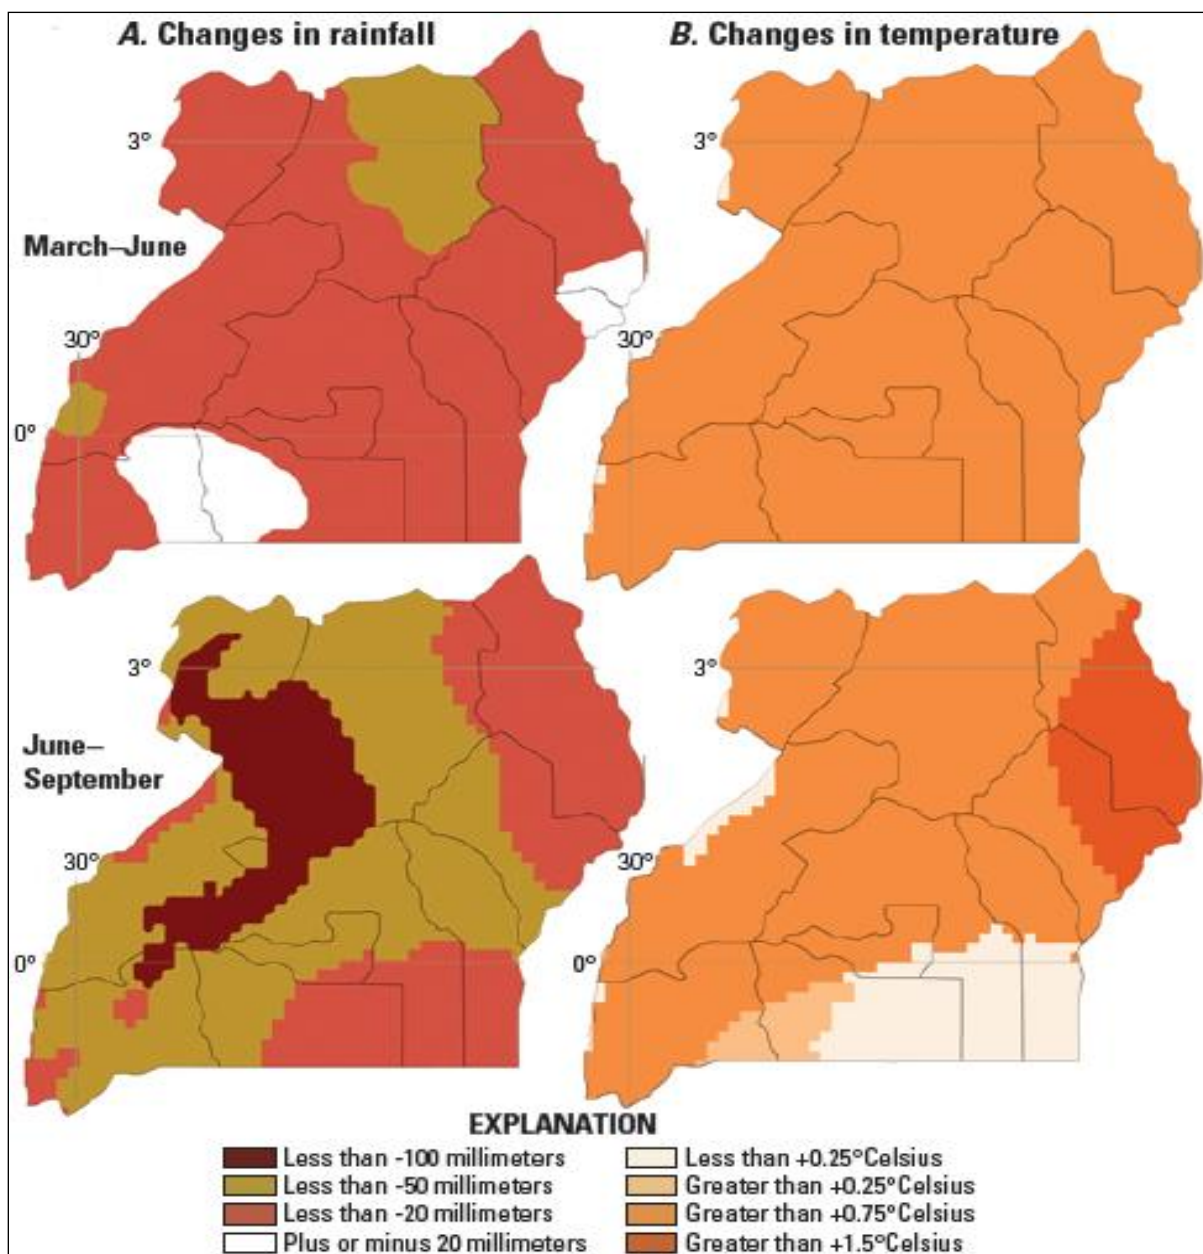 A. Changes in rainfall
B. Changes in temperature
3°
3°
March–June
30°
30°
0°
0°
3°
3°
June–
September
30°
30°
0°
0°
EXPLANATION
Less than -100 millimeters
Less than -50 millimeters
Less than -20 millimeters
Plus or minus 20 millimeters
Less than +0.25°Celsius
Greater than +0.25°Celsius
Greater than +0.75°Celsius
Greater than +1.5°Celsius